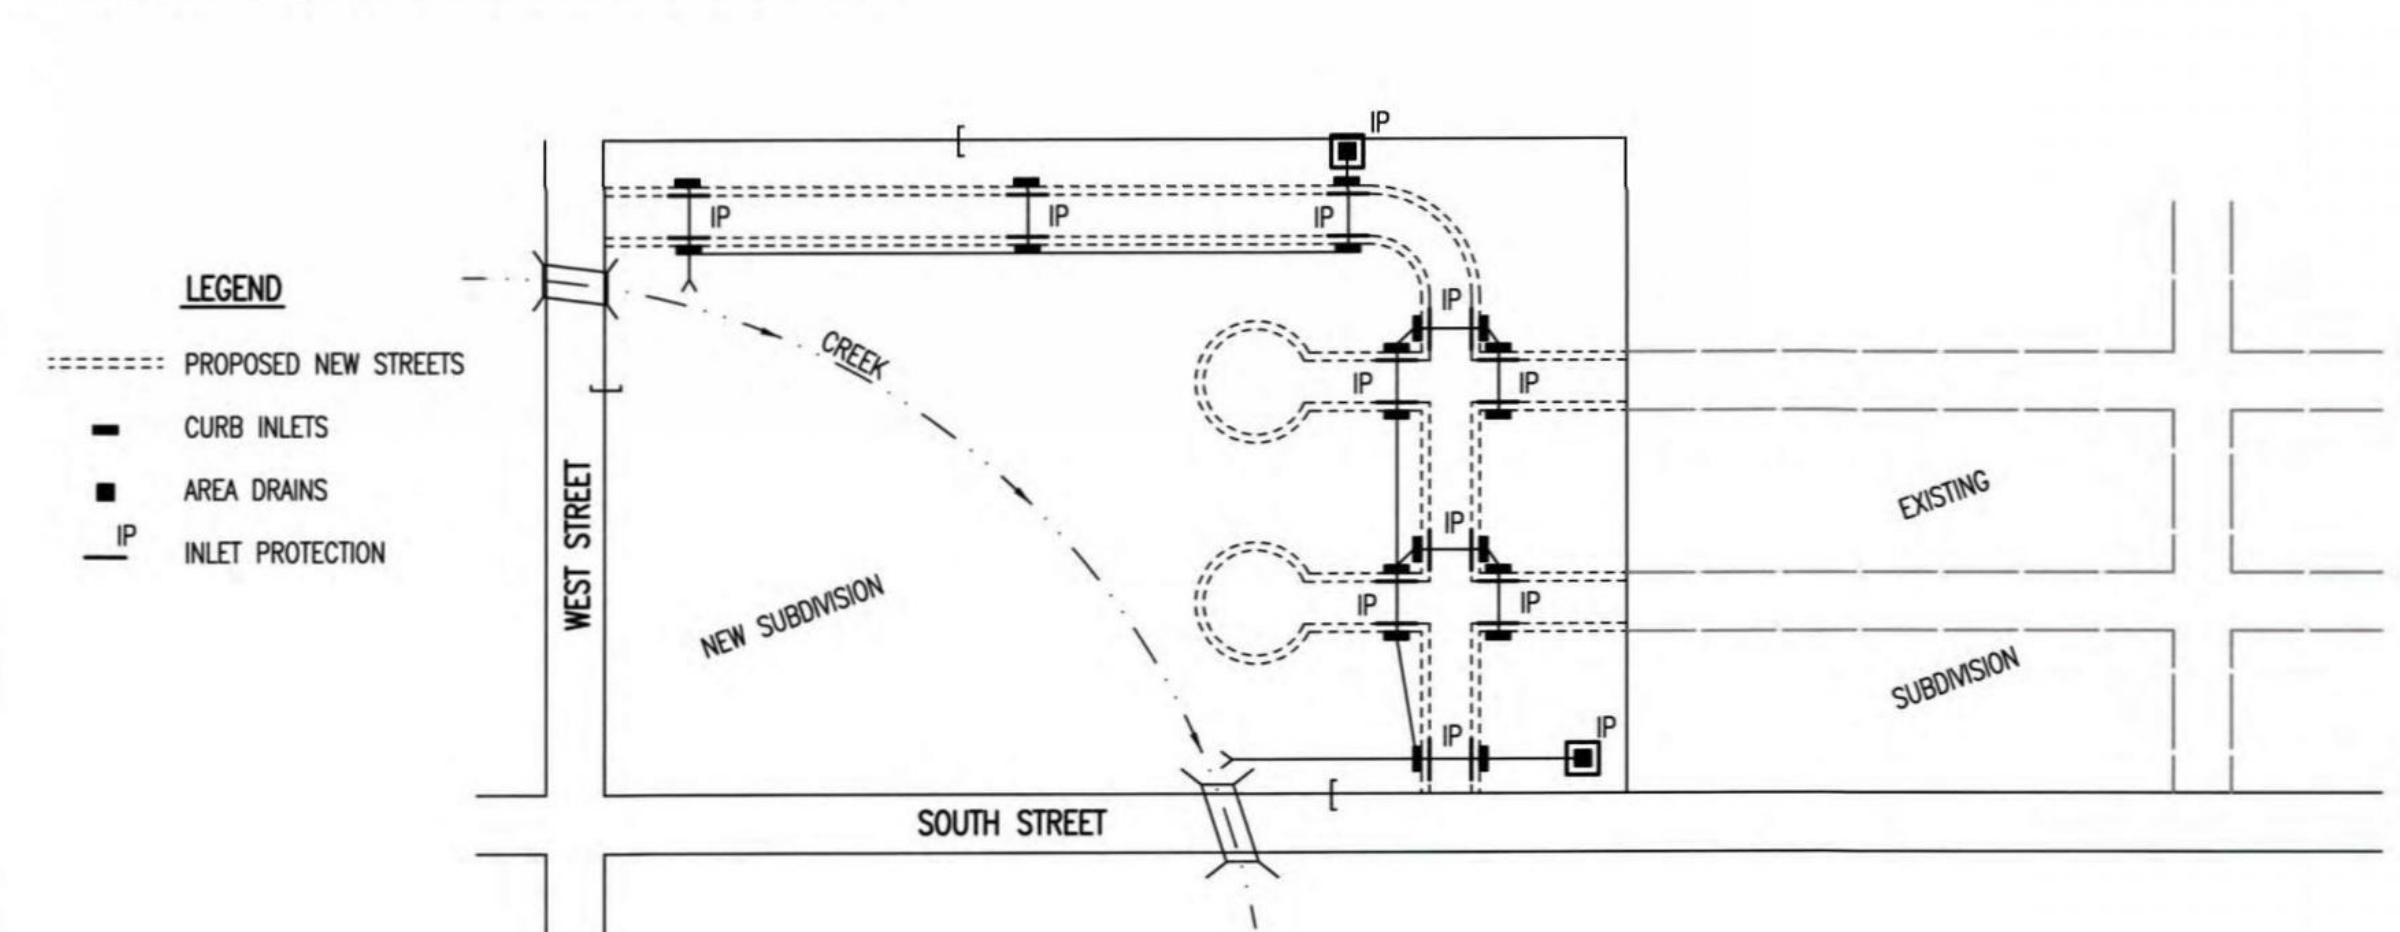 IP
IP
IP
IP
LEGEND
IP
PROPOSED NEW STREETS
CREEK
IP
IP
CURB INLETS
AREA DRAINS
EXISTING
IP
IP
INLET PROTECTION
WEST STREET
NEW SUBDIVISION
IP
IP
SUBDIVISION
IP
IP
SOUTH STREET